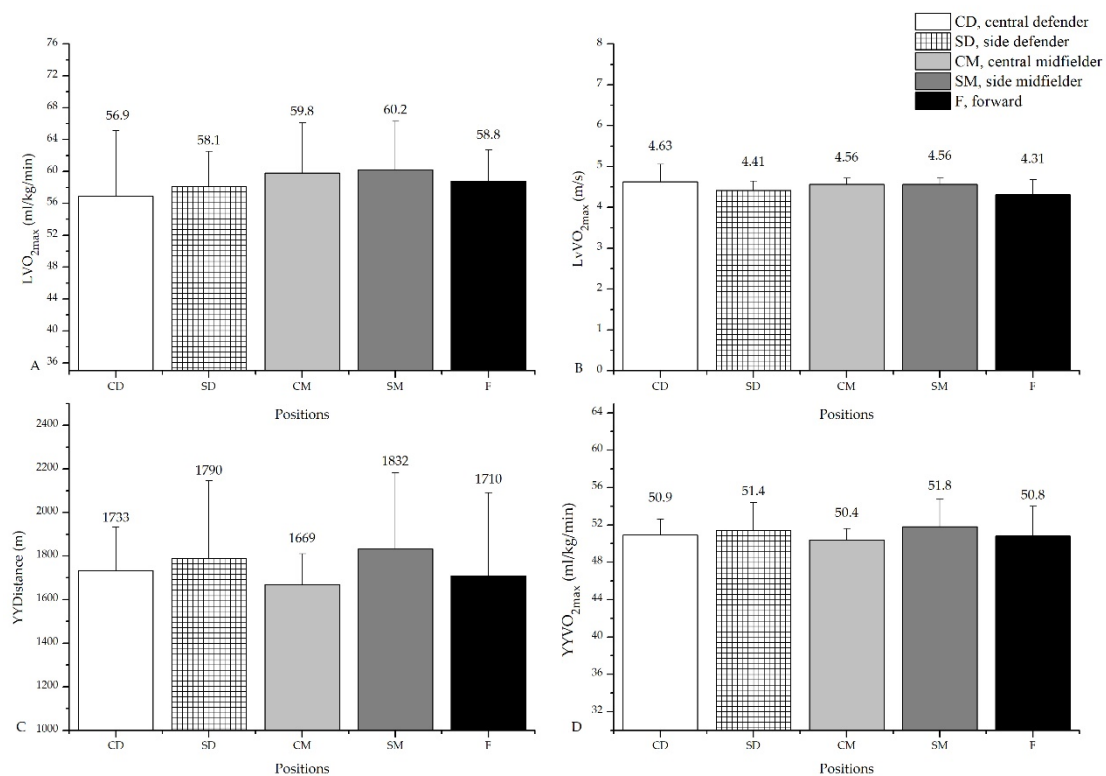 CD, central defender
SD, side defender
CM, central midfielder
SM, side midfielder
F, forward
76
72
68
64
60
56
52
48
44
40
36
LVO2max (ml/kg/min)
56.9
58.1
59.8
60.2
58.8
A
CD
SD
CM
SM
F
Positions
8
7
6
5
4
3
2
1
0
LvVO2max (m/s)
4.63
4.41
4.56
4.56
4.31
B
CD
SD
CM
SM
F
Positions
2400
2200
2000
1800
1600
1400
1200
1000
YYDistance (m)
1733
1790
1669
1832
1710
C
CD
SD
CM
SM
F
Positions
64
60
56
52
48
44
40
36
32
YYVO2max (ml/kg/min)
50.9
51.4
50.4
51.8
50.8
D
CD
SD
CM
SM
F
Positions